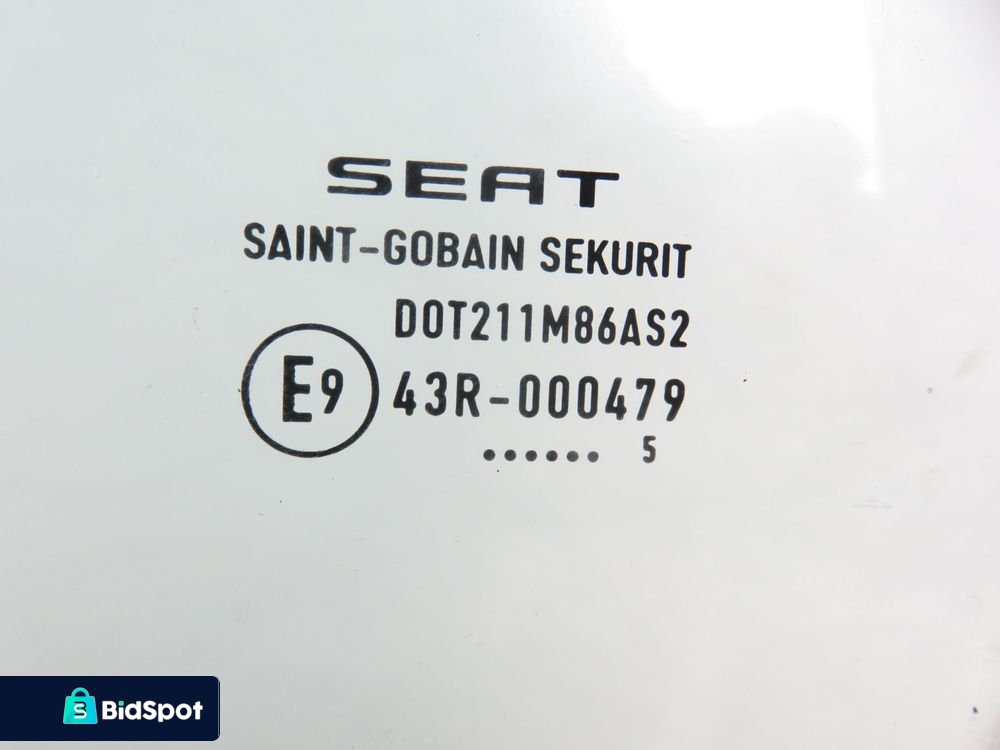 SEAT
SAINT-GOBAIN SEKURIT
DOT211M86AS2
E9 43R-000479
...... 5
BidSpot